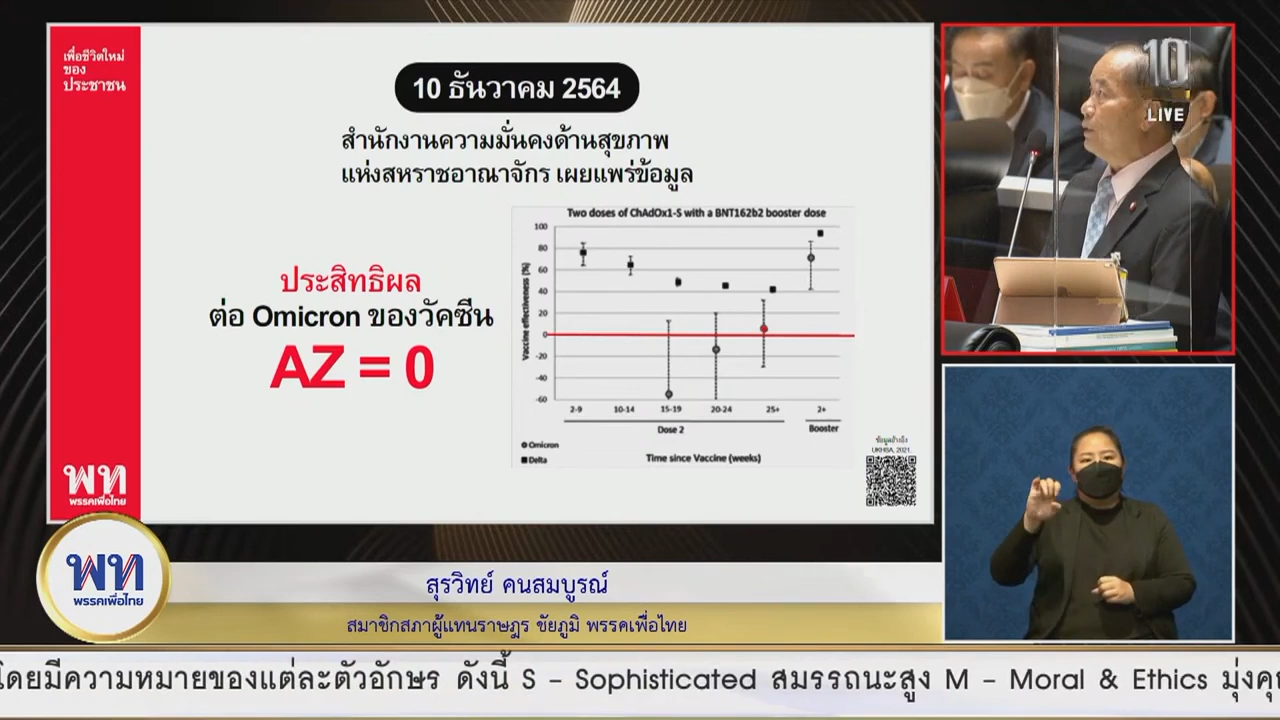 เพื่อชีวิตใหม่
ของ
ประชาชน
10 ธันวาคม 2564
สำนักงานความมั่นคงด้านสุขภาพ
แห่งสหราชอาณาจักร เผยแพร่ข้อมูล
ประสิทธิผล
ต่อ Omicron ของวัคซีน
AZ = 0
Two doses of ChAdOx1-S with a BNT162b2 booster dose
Vaccine effectiveness (%)
100
80
60
40
20
0
-20
-40
-60
2-9 10-14 15-19 20-24 25+ 2+
Dose 2 Booster
Omicron
Delta
Time since Vaccine (weeks)
ข้อมูลอ้างอิง
UKHSA, 2021.
พท
พรรคเพื่อไทย
10
LIVE
พท
พรรคเพื่อไทย
สุรวิทย์ คนสมบูรณ์
สมาชิกสภาผู้แทนราษฎร ชัยภูมิ พรรคเพื่อไทย
โดยมีความหมายของแต่ละตัวอักษร ดังนี้ S – Sophisticated สมรรถนะสูง M – Moral & Ethics มุ่ง